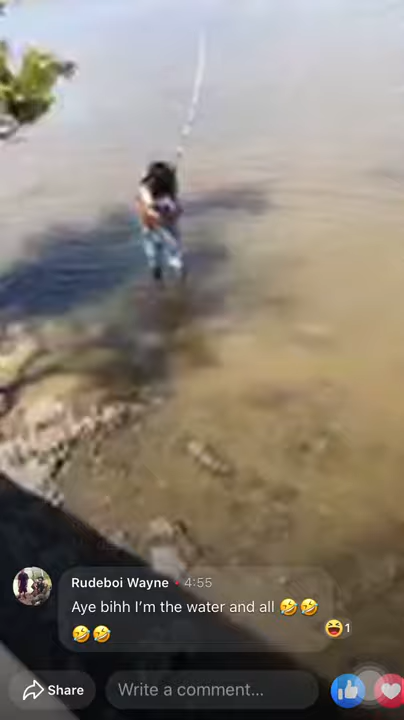 Rudeboi Wayne • 4:55
Aye bihh I'm the water and all 🤣🤣
🤣🤣
1
Share
Write a comment...